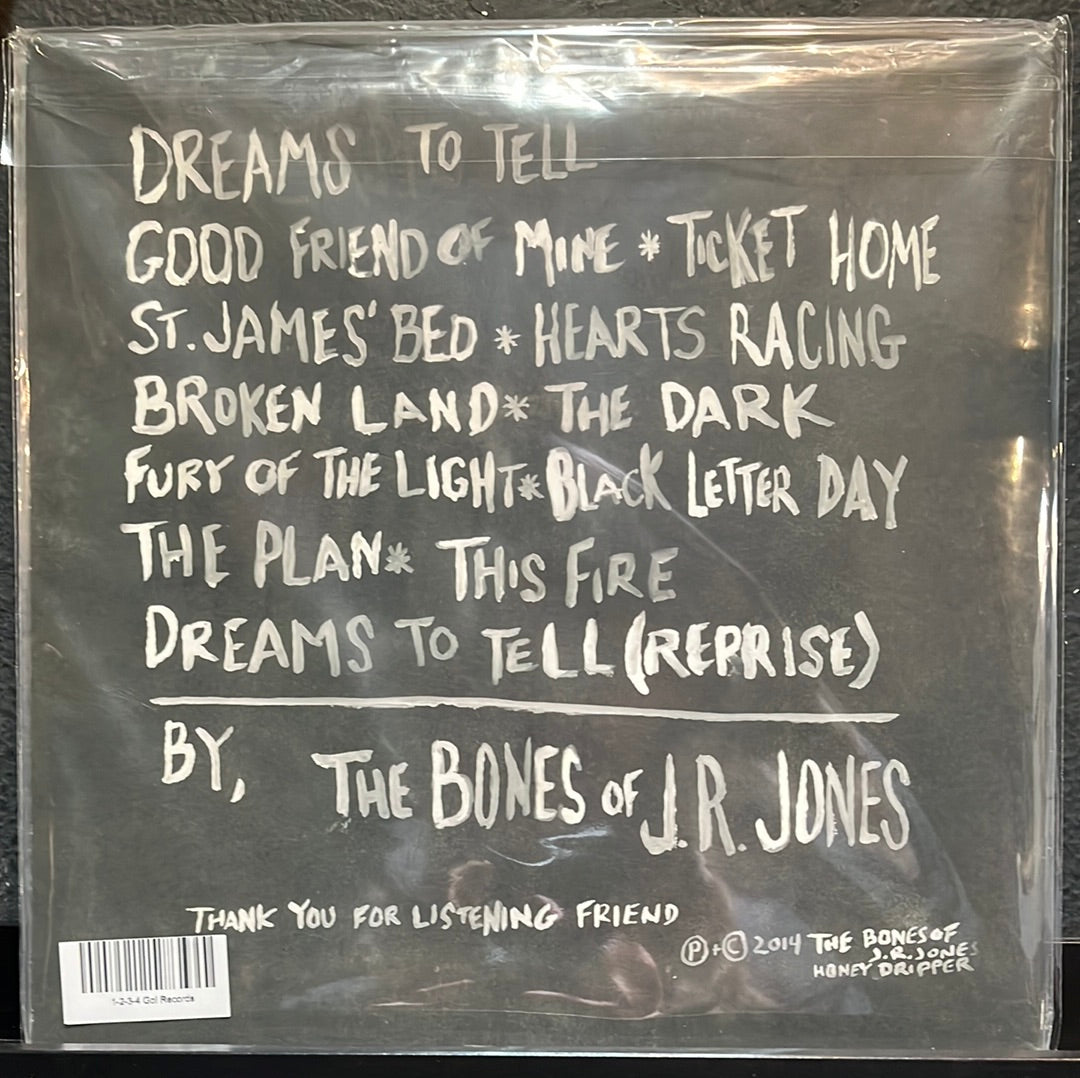 DREAMS TO TELL
GOOD FRIEND OF MINE * TICKET HOME
ST. JAMES' BED * HEARTS RACING
BROKEN LAND * THE DARK
FURY OF THE LIGHT * BLACK LETTER DAY
THE PLAN * THIS FIRE
DREAMS TO TELL (REPRISE)
BY, THE BONES OF J.R. JONES
THANK YOU FOR LISTENING FRIEND
Ⓟ+© 2014 THE BONES OF
J.R. JONES
HONEY DRIPPER
1-2-3-4 Go! Records